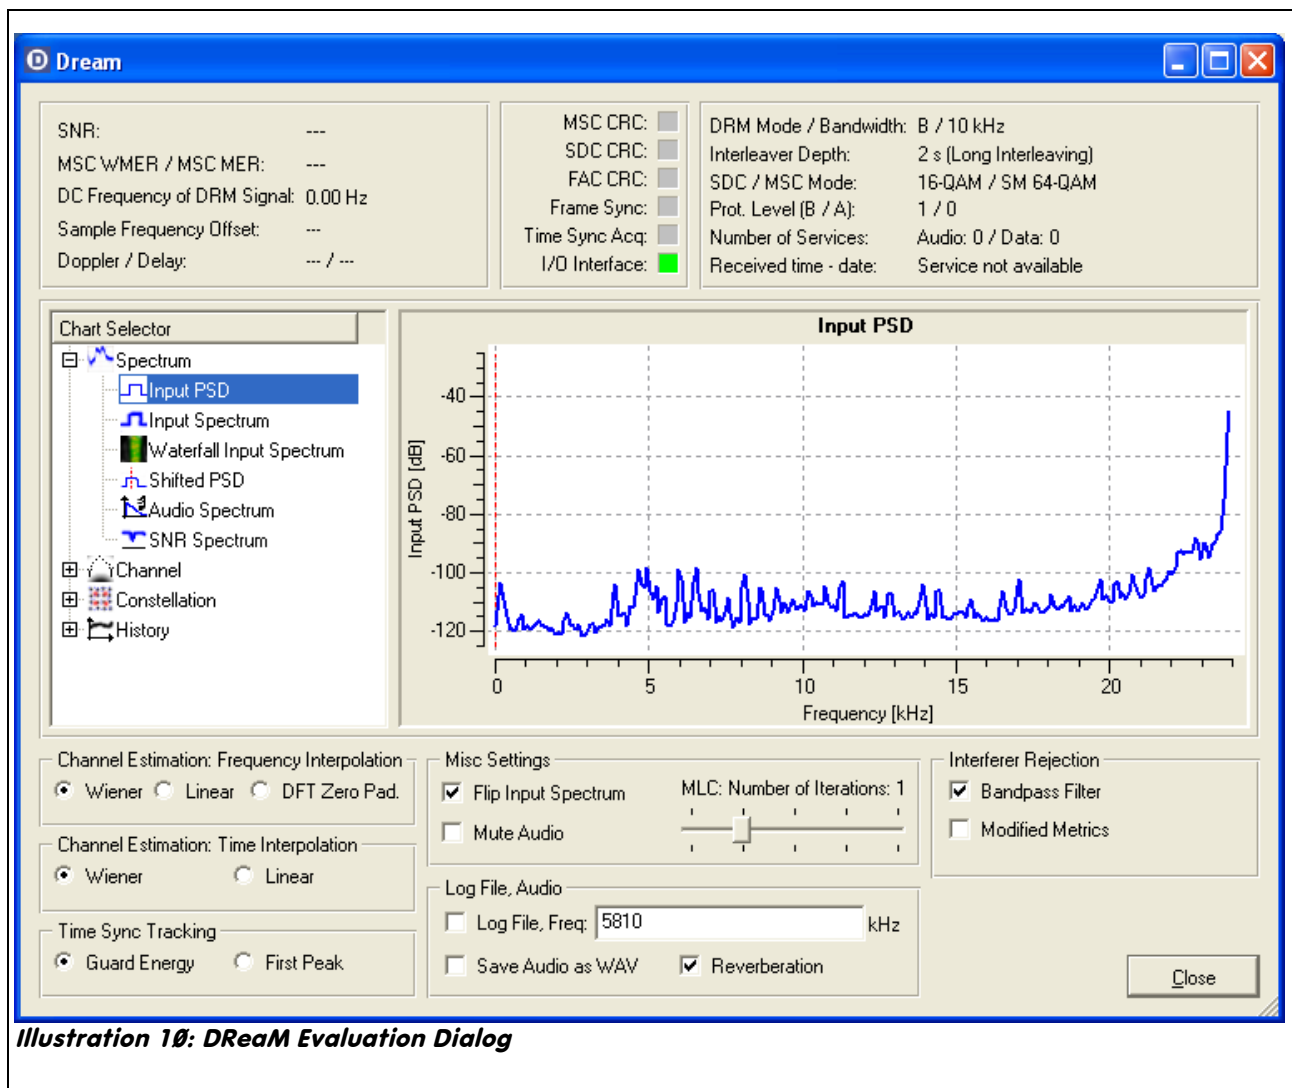 Dream
SNR: ---
MSC WMER / MSC MER: ---
DC Frequency of DRM Signal: 0.00 Hz
Sample Frequency Offset: ---
Doppler / Delay: --- / ---
MSC CRC:
SDC CRC:
FAC CRC:
Frame Sync:
Time Sync Acq:
I/O Interface:
DRM Mode / Bandwidth: B / 10 kHz
Interleaver Depth: 2 s (Long Interleaving)
SDC / MSC Mode: 16-QAM / SM 64-QAM
Prot. Level (B / A): 1 / 0
Number of Services: Audio: 0 / Data: 0
Received time - date: Service not available
Chart Selector
Spectrum
Input PSD
Input Spectrum
Waterfall Input Spectrum
Shifted PSD
Audio Spectrum
SNR Spectrum
Channel
Constellation
History
Input PSD
Input PSD [dB]
-40
-60
-80
-100
-120
0 5 10 15 20
Frequency [kHz]
Channel Estimation: Frequency Interpolation
Wiener Linear DFT Zero Pad.
Channel Estimation: Time Interpolation
Wiener Linear
Time Sync Tracking
Guard Energy First Peak
Misc Settings
Flip Input Spectrum MLC: Number of Iterations: 1
Mute Audio
Log File, Audio
Log File, Freq: 5810 kHz
Save Audio as WAV Reverberation
Interferer Rejection
Bandpass Filter
Modified Metrics
Close
Illustration 10: DReaM Evaluation Dialog